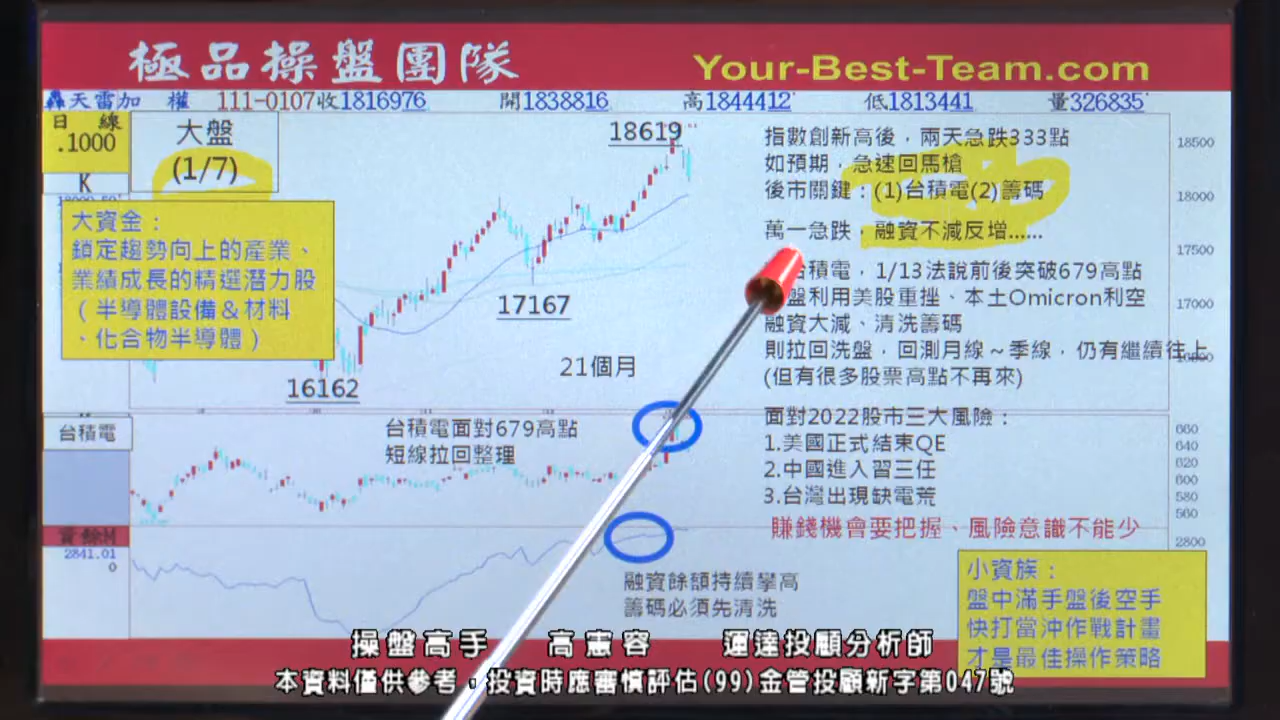 極品操盤團隊
Your-Best-Team.com
天雷加 權 111-0107收1816976 開1838816 高1844412 低1813441 量326835
日 線
.1000
K
大盤
(1/7)
18619
17167
16162
21個月
18500
18000
17500
17000
大資金：
鎖定趨勢向上的產業、
業績成長的精選潛力股
（半導體設備＆材料
、化合物半導體）
指數創新高後，兩天急跌333點
如預期，急速回馬槍
後市關鍵：(1)台積電(2)籌碼
萬一急跌，融資不減反增......
積電，1/13法說前後突破679高點
盤利用美股重挫、本土Omicron利空
融資大減、清洗籌碼
則拉回洗盤，回測月線～季線，仍有繼續往上
(但有很多股票高點不再來)
台積電
台積電面對679高點
短線拉回整理
660
640
620
600
580
560
面對2022股市三大風險：
1.美國正式結束QE
2.中國進入習三任
3.台灣出現缺電荒
賺錢機會要把握、風險意識不能少
2841.01
0
2800
融資餘額持續攀高
籌碼必須先清洗
小資族：
盤中滿手盤後空手
快打當沖作戰計畫
才是最佳操作策略
操盤高手 高憲容 運達投顧分析師
本資料僅供參考，投資時應審慎評估(99)金管投顧新字第047號